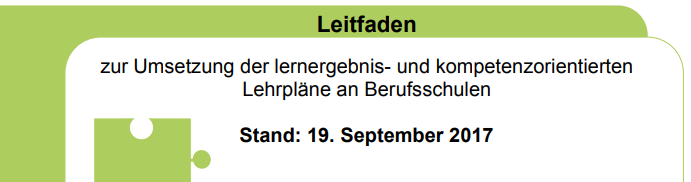 Leitfaden
zur Umsetzung der lernergebnis- und kompetenzorientierten
Lehrpläne an Berufsschulen
Stand: 19. September 2017